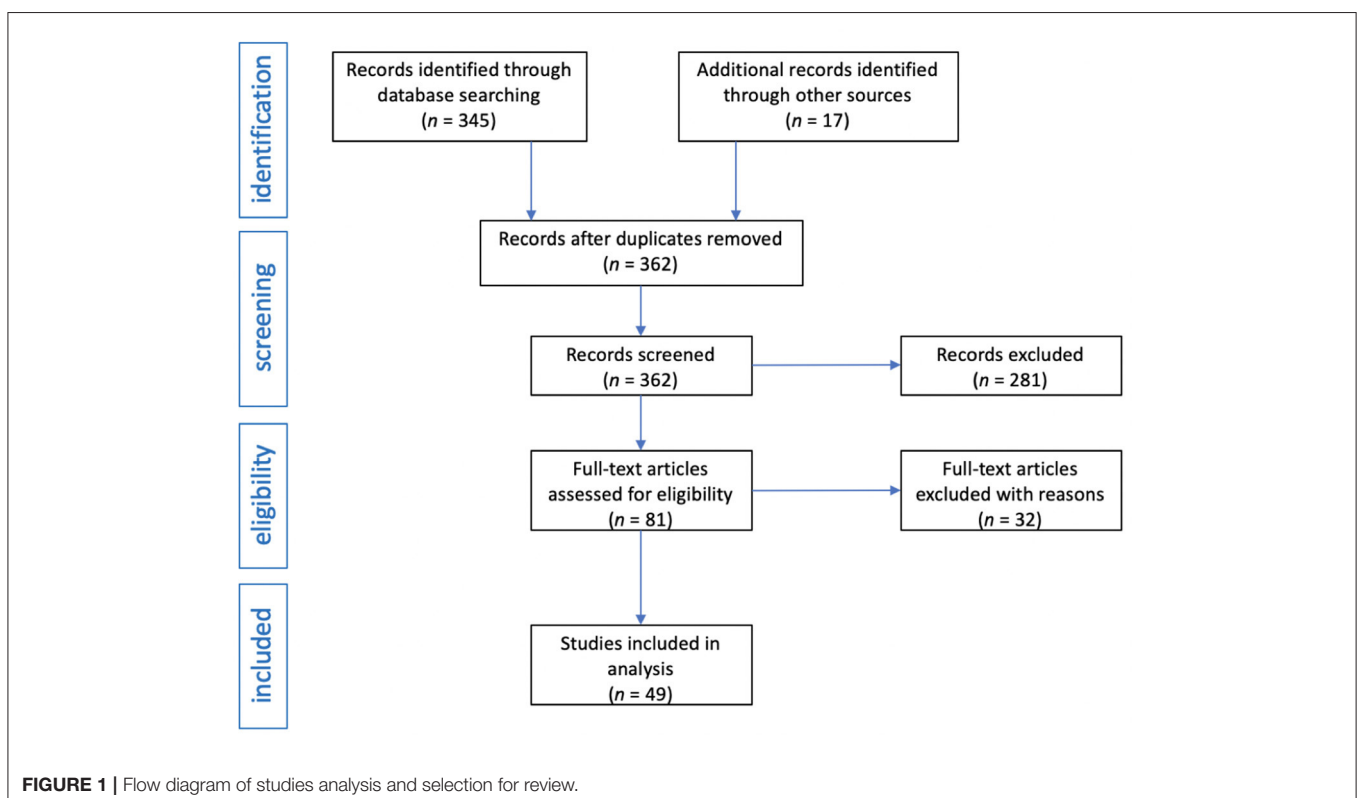 identification
Records identified through
database searching
(n = 345)
Additional records identified
through other sources
(n = 17)
screening
Records after duplicates removed
(n = 362)
Records screened
(n = 362)
Records excluded
(n = 281)
eligibility
Full-text articles
assessed for eligibility
(n = 81)
Full-text articles
excluded with reasons
(n = 32)
included
Studies included in
analysis
(n = 49)
FIGURE 1 | Flow diagram of studies analysis and selection for review.